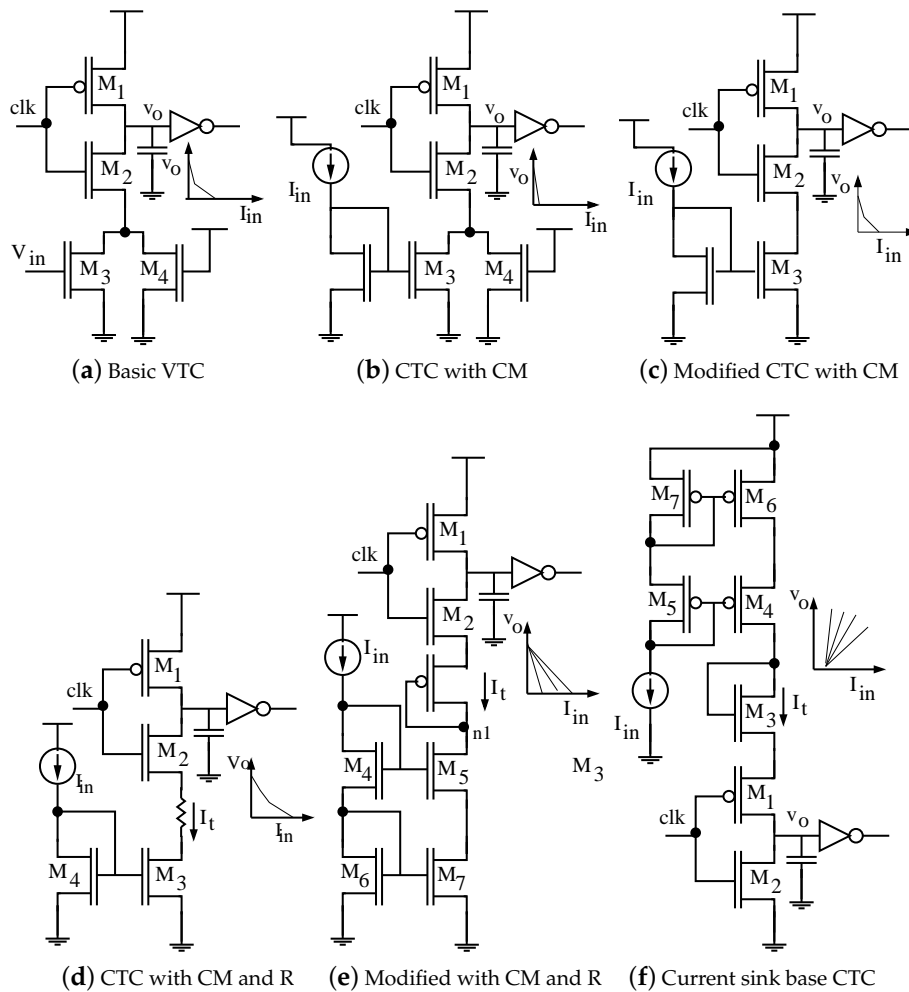 M1
clk
vo
M2
vo
Iin
Vin
M3
M4
(a) Basic VTC
M1
clk
vo
M2
Iin
vo
Iin
M3
M4
(b) CTC with CM
M1
clk
vo
M2
Iin
vo
Iin
M3
(c) Modified CTC with CM
M1
clk
M2
Iin
Vo
It
Iin
M4
M3
(d) CTC with CM and R
M1
clk
M2
vo
Iin
It
Iin
n1
M4
M5
M3
M6
M7
(e) Modified with CM and R
M7
M6
M5
M4
vo
Iin
Iin
M3
It
M1
clk
vo
M2
(f) Current sink base CTC